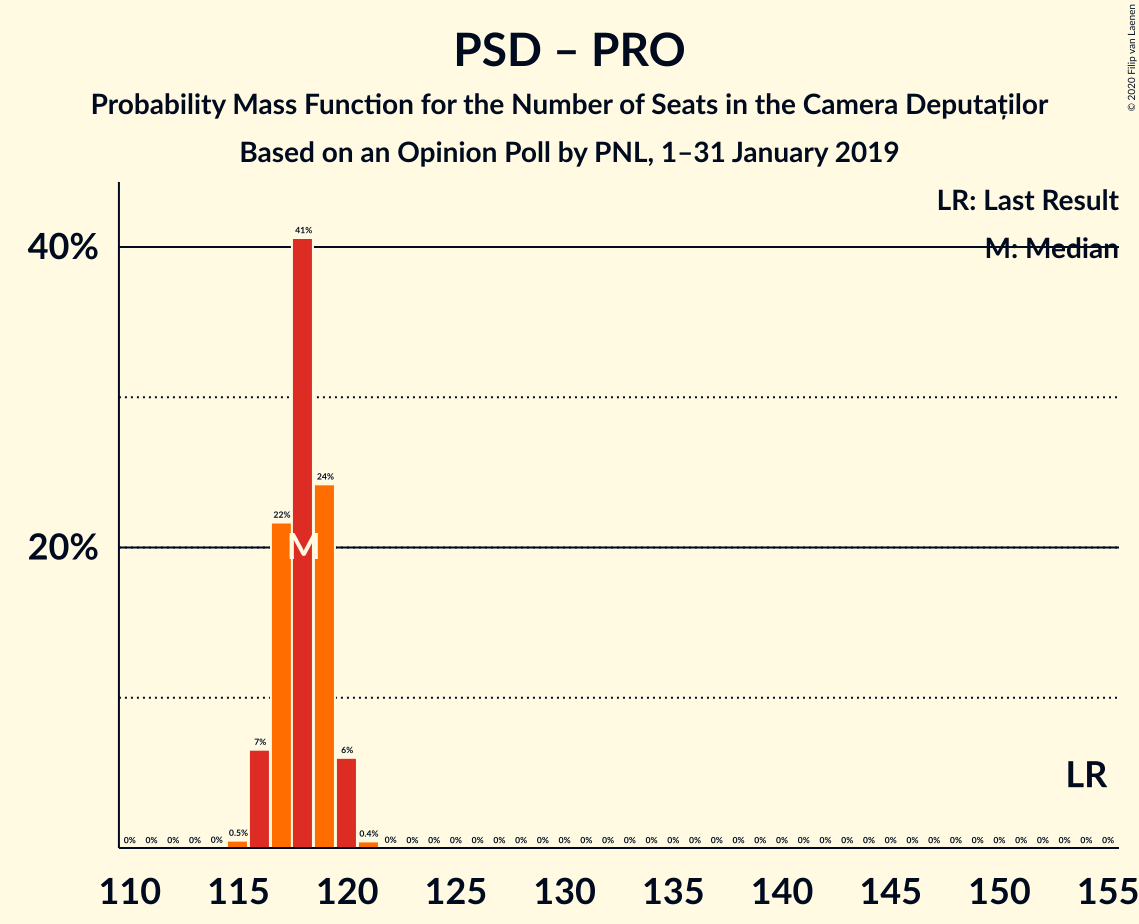 PSD – PRO
Probability Mass Function for the Number of Seats in the Camera Deputaților
Based on an Opinion Poll by PNL, 1–31 January 2019
© 2020 Filip van Laenen
LR: Last Result
M: Median
40%
20%
0% 0% 0% 0% 0% 0.5% 7% 22% 41% 24% 6% 0.4% 0% 0% 0% 0% 0% 0% 0% 0% 0% 0% 0% 0% 0% 0% 0% 0% 0% 0% 0% 0% 0% 0% 0% 0% 0% 0% 0% 0% 0% 0% 0% 0% 0% 0%
M
LR
110 115 120 125 130 135 140 145 150 155